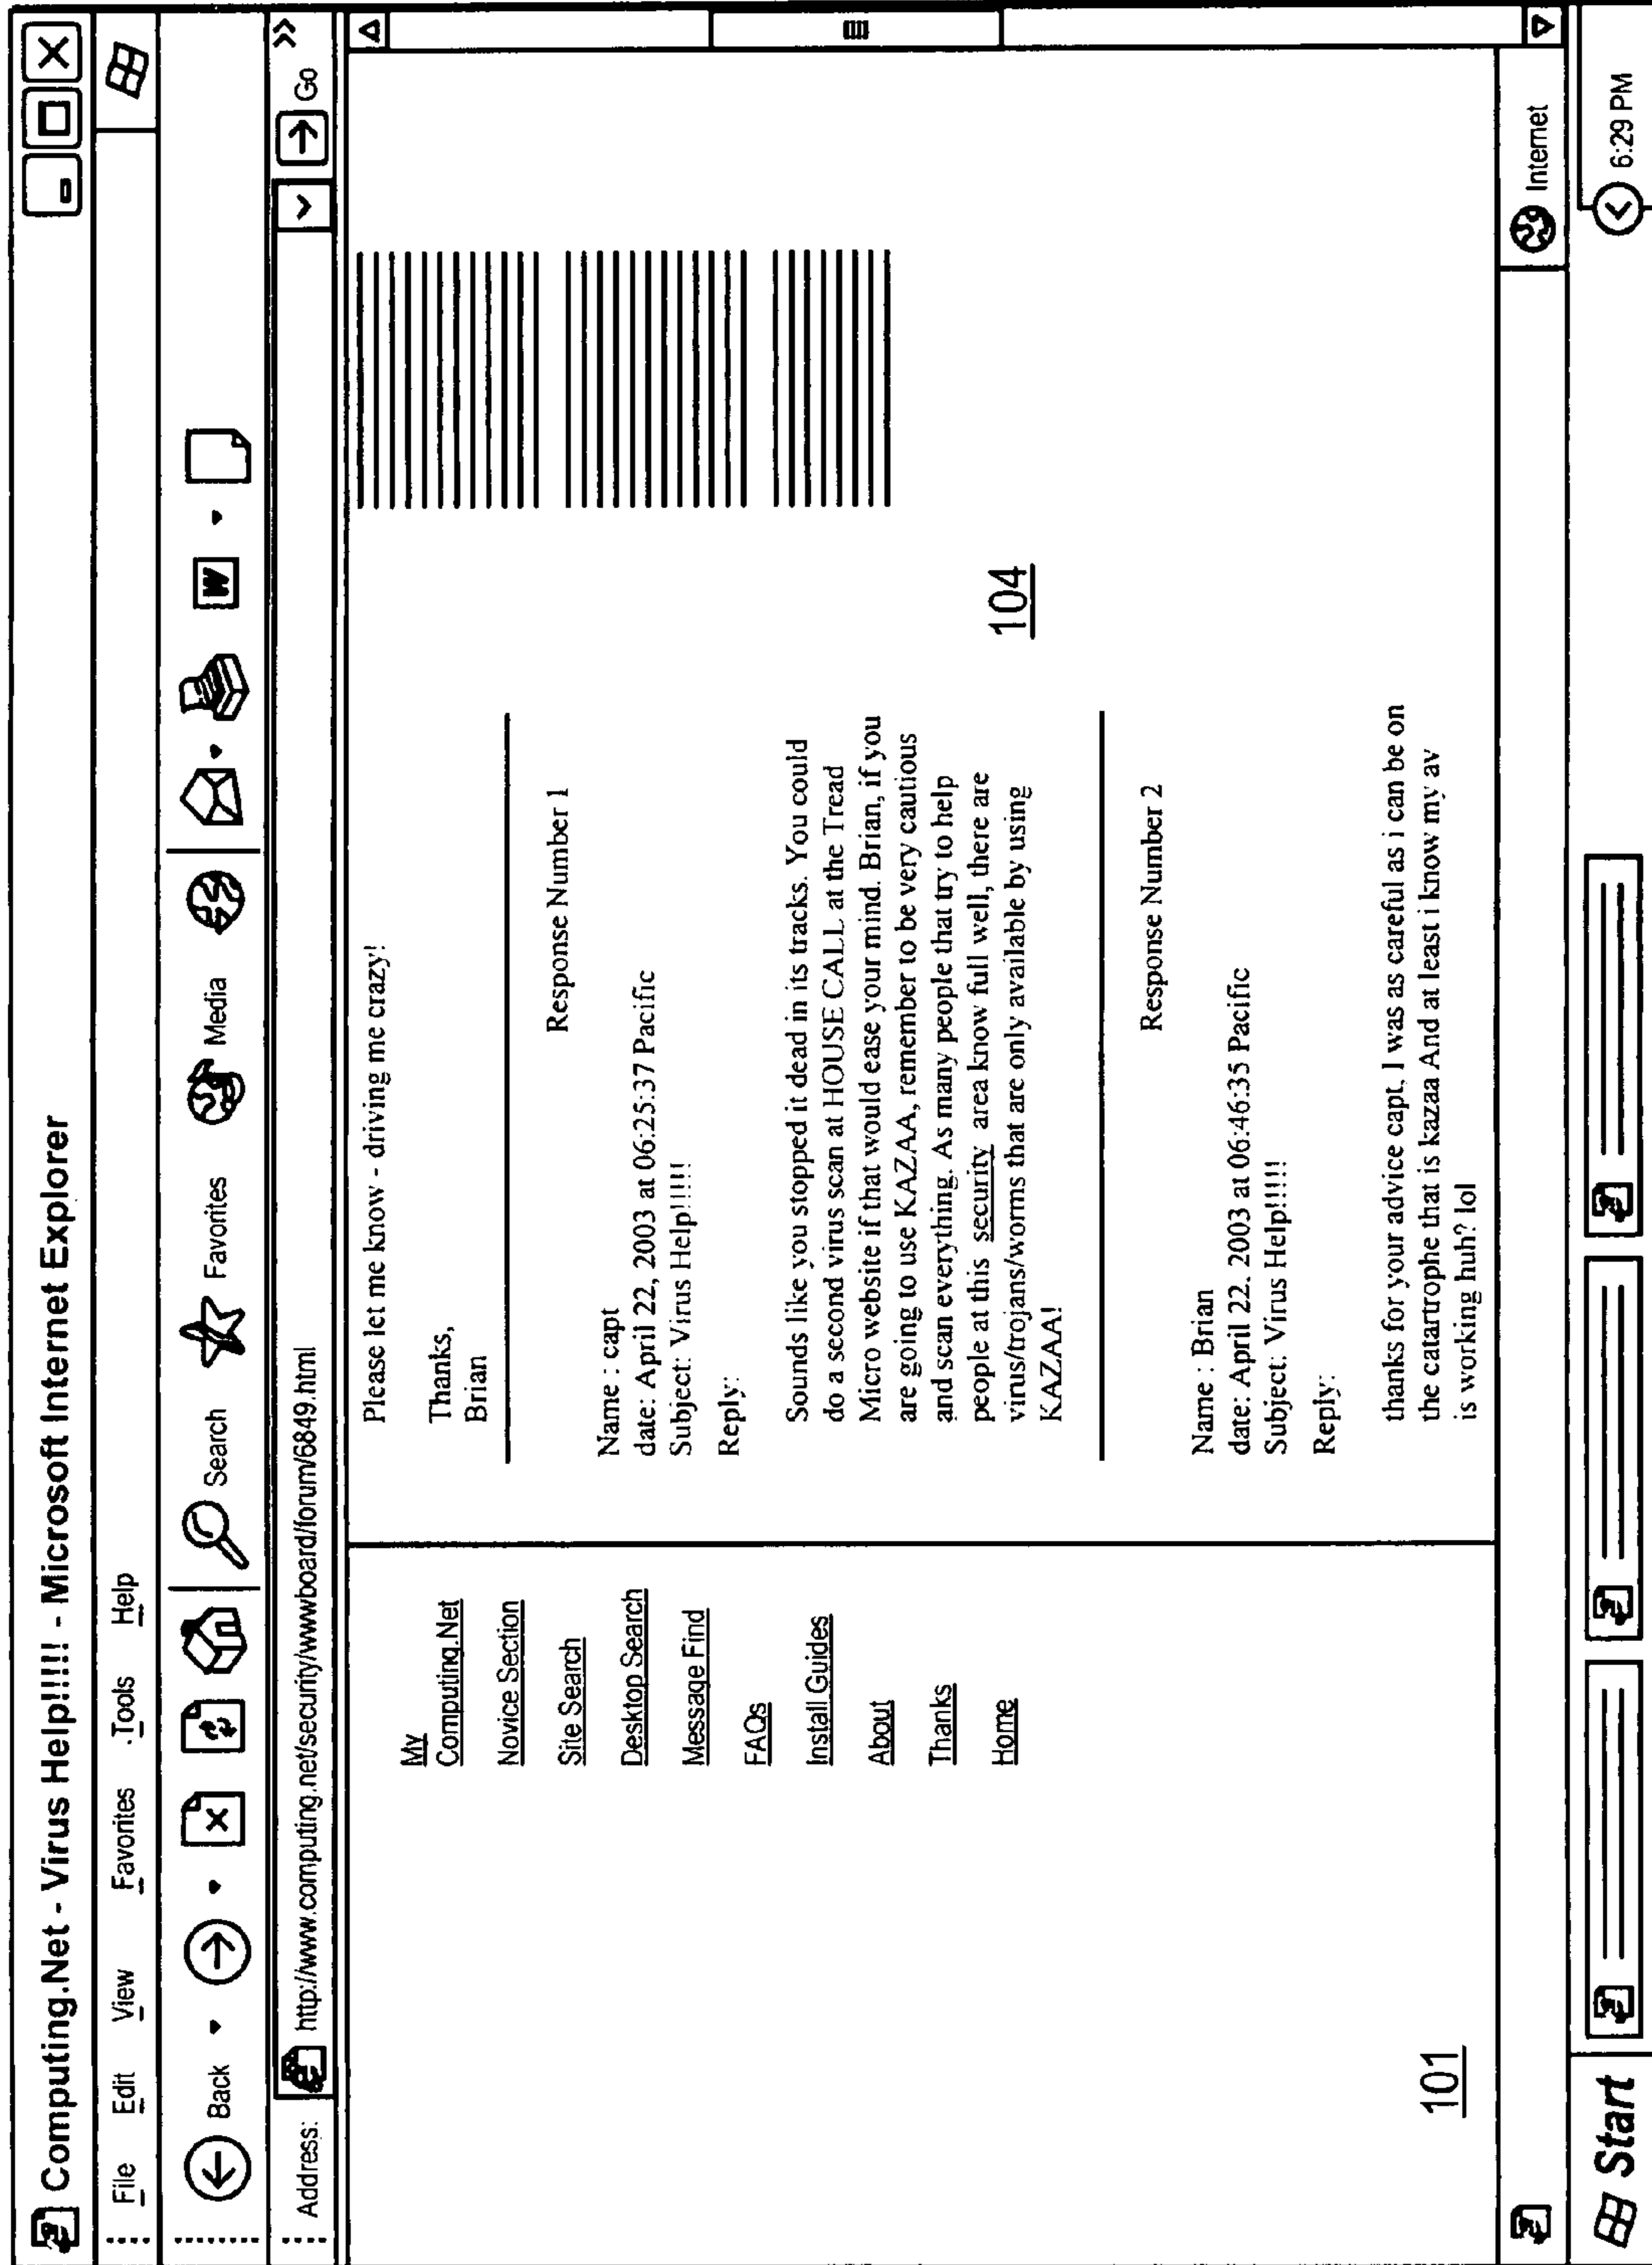 Computing.Net - Virus Help!!!!! - Microsoft Internet Explorer
File Edit View Favorites .Tools Help
Back Search Favorites Media W
Address: http://www.computing.net/security/wwwboard/forum/6849.html Go
My
Computing.Net
Novice Section
Site Search
Desktop Search
Message Find
FAQs
Install Guides
About
Thanks
Home
101
Please let me know - driving me crazy!
Thanks,
Brian
Response Number 1
Name : capt
date: April 22, 2003 at 06:25:37 Pacific
Subject: Virus Help!!!!!
Reply:
Sounds like you stopped it dead in its tracks. You could
do a second virus scan at HOUSE CALL at the Tread
Micro website if that would ease your mind. Brian, if you
are going to use KAZAA, remember to be very cautious
and scan everything. As many people that try to help
people at this security area know full well, there are
virus/trojans/worms that are only available by using
KAZAA!
104
Response Number 2
Name : Brian
date: April 22. 2003 at 06:46:35 Pacific
Subject: Virus Help!!!!!
Reply:
thanks for your advice capt, I was as careful as i can be on
the catartrophe that is kazaa And at least i know my av
is working huh? lol
Internet
Start 6:29 PM